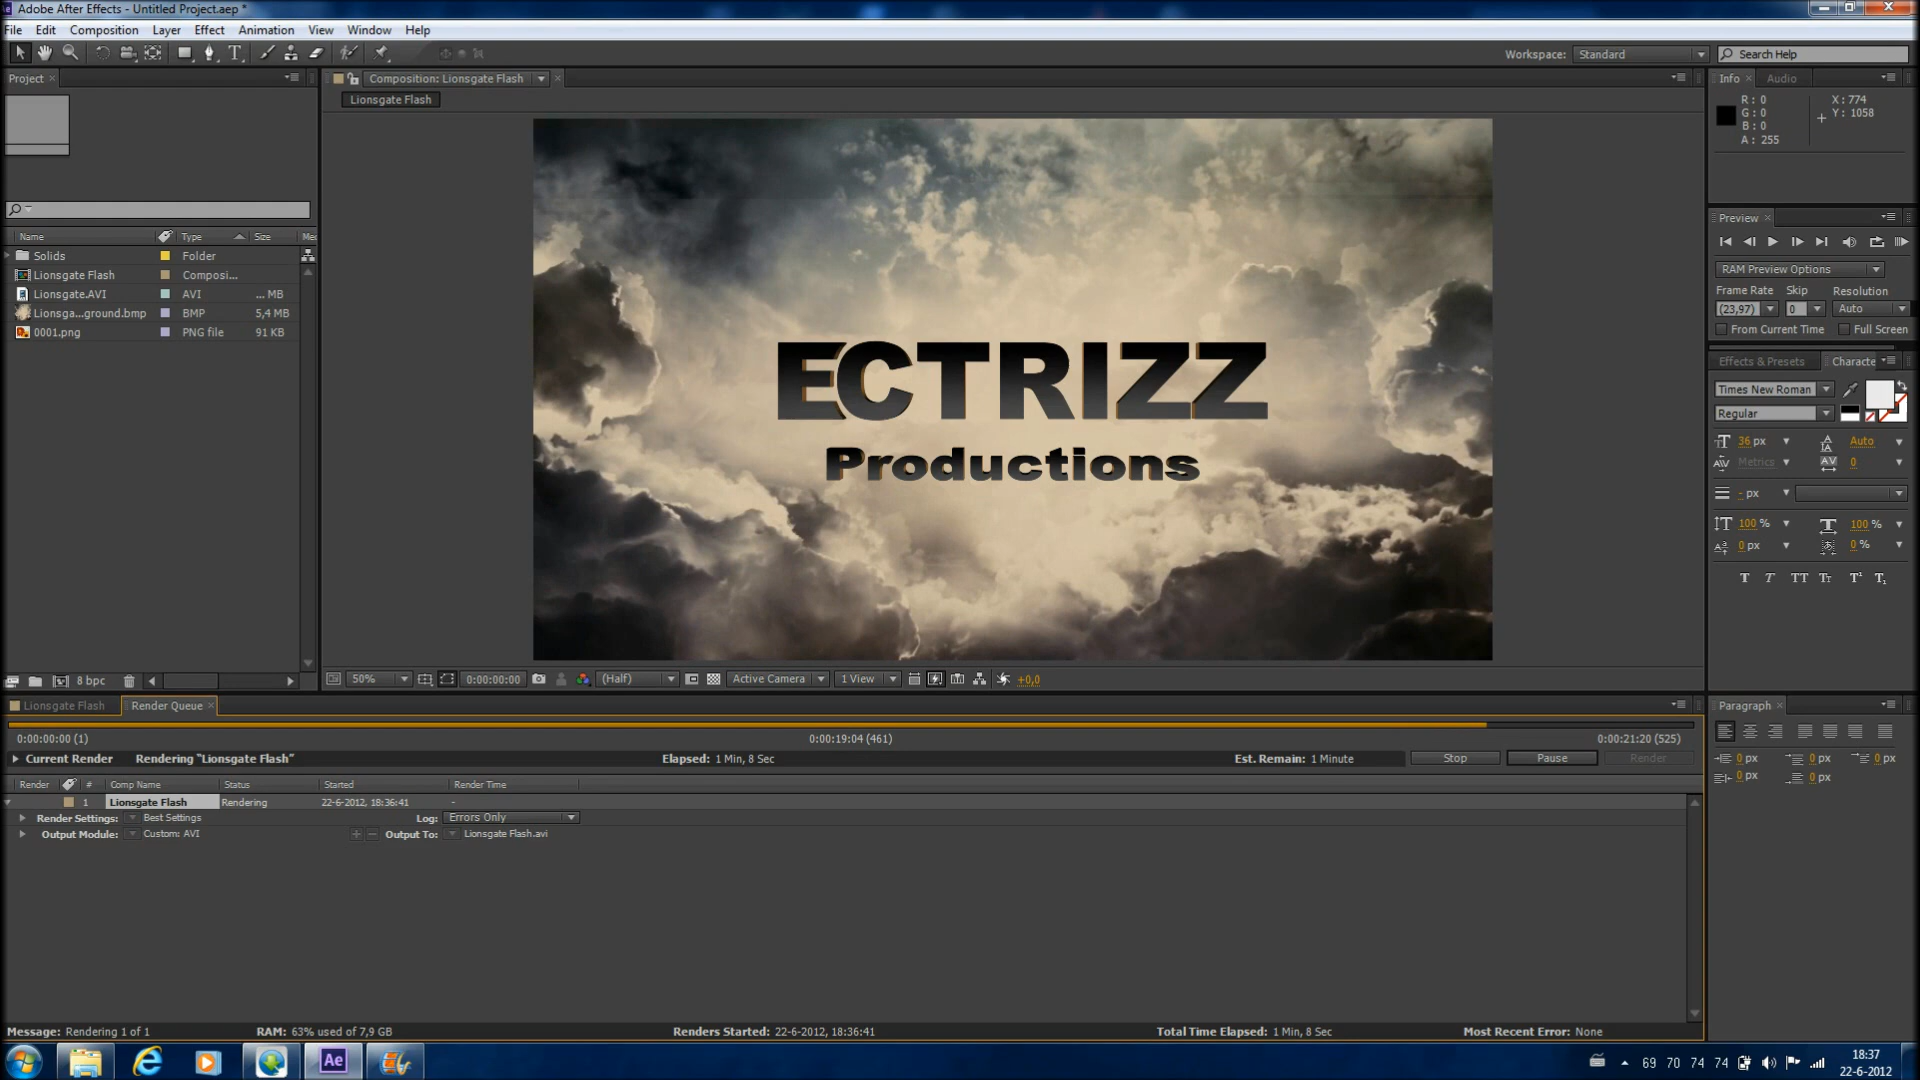 Adobe After Effects - Untitled Project.aep *
File Edit Composition Layer Effect Animation View Window Help
Workspace: Standard Search Help
Project
Composition: Lionsgate Flash
Lionsgate Flash
Info Audio
R: 0
G: 0
B: 0
A: 255
X: 774
Y: 1058
Name Type Size
Solids Folder
Lionsgate Flash Composi...
Lionsgate.AVI AVI ... MB
Lionsga...ground.bmp BMP 5,4 MB
0001.png PNG file 91 KB
ECTRIZZ
Productions
Preview
RAM Preview Options
Frame Rate Skip Resolution
(23,97) 0 Auto
From Current Time Full Screen
Effects & Presets Characte
Times New Roman
Regular
36 px Auto
Metrics 0
- px
100 % 100 %
0 px 0 %
T T TT Tт T¹ T₁
8 bpc
50% 0:00:00:00 (Half) Active Camera 1 View +0,0
Lionsgate Flash Render Queue
0:00:00:00 (1) 0:00:19:04 (461) 0:00:21:20 (525)
Current Render Rendering "Lionsgate Flash" Elapsed: 1 Min, 8 Sec Est. Remain: 1 Minute Stop Pause Render
Render # Comp Name Status Started Render Time
1 Lionsgate Flash Rendering 22-6-2012, 18:36:41 -
Render Settings: Best Settings Log: Errors Only
Output Module: Custom: AVI Output To: Lionsgate Flash.avi
Paragraph
0 px 0 px 0 px
0 px 0 px
Message: Rendering 1 of 1 RAM: 63% used of 7,9 GB Renders Started: 22-6-2012, 18:36:41 Total Time Elapsed: 1 Min, 8 Sec Most Recent Error: None
Ae
69 70 74 74
18:37
22-6-2012